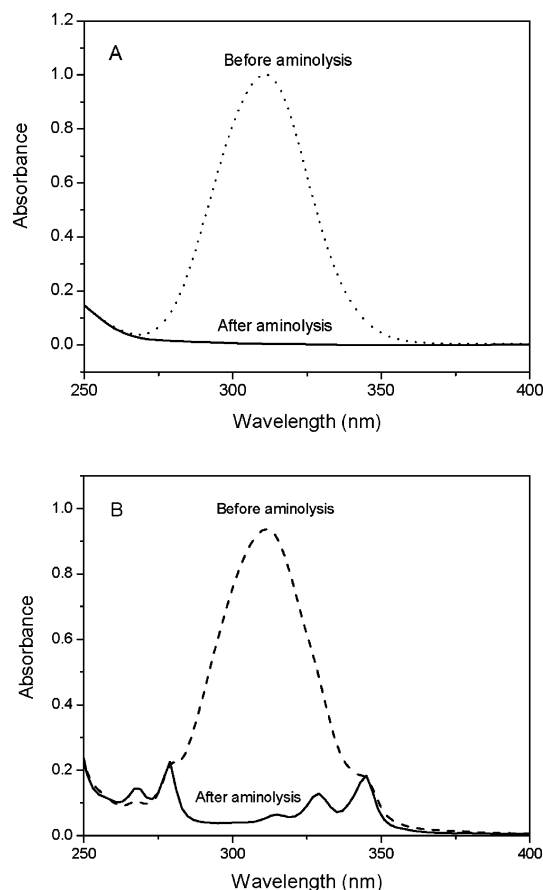 A
Before aminolysis
After aminolysis
Absorbance
1.2
1.0
0.8
0.6
0.4
0.2
0.0
250
300
350
400
Wavelength (nm)
B
Before aminolysis
After aminolysis
Absorbance
1.0
0.8
0.6
0.4
0.2
0.0
250
300
350
400
Wavelength (nm)